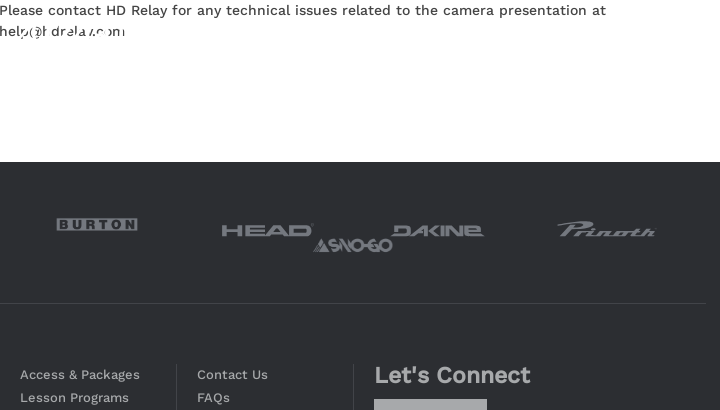 Please contact HD Relay for any technical issues related to the camera presentation at
help@hdrelay.com
BURTON
HEAD
SNO-GO
DAKINE
Prinoth
Access & Packages
Contact Us
Let's Connect
Lesson Programs
FAQs